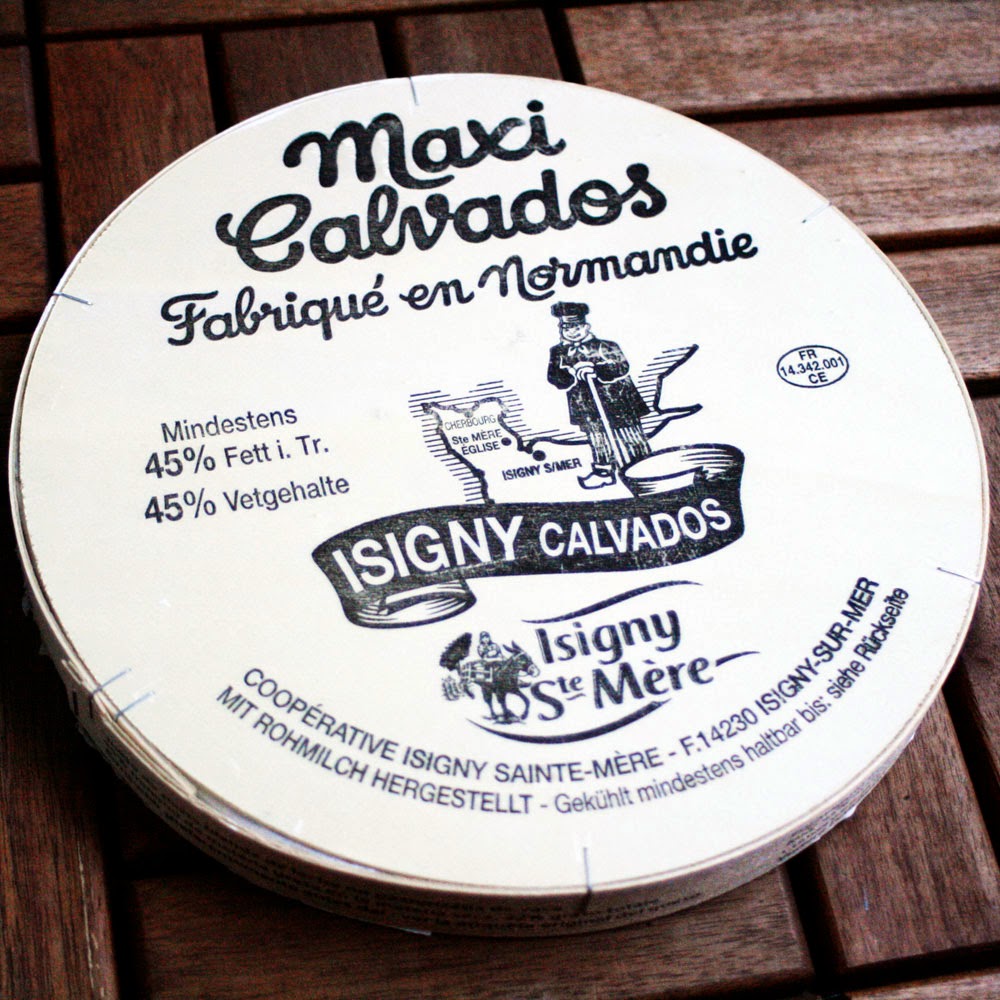 Maxi
Calvados
Fabriqué en Normandie
FR
14.342.001
CE
Mindestens
45% Fett i. Tr.
45% Vetgehalte
CHERBOURG
Ste MÈRE
ÉGLISE
ISIGNY S/MER
ISIGNY CALVADOS
Isigny
Ste Mère
COOPÉRATIVE ISIGNY SAINTE-MÈRE - F.14230 ISIGNY-SUR-MER
MIT ROHMILCH HERGESTELLT - Gekühlt mindestens haltbar bis: siehe Rückseite